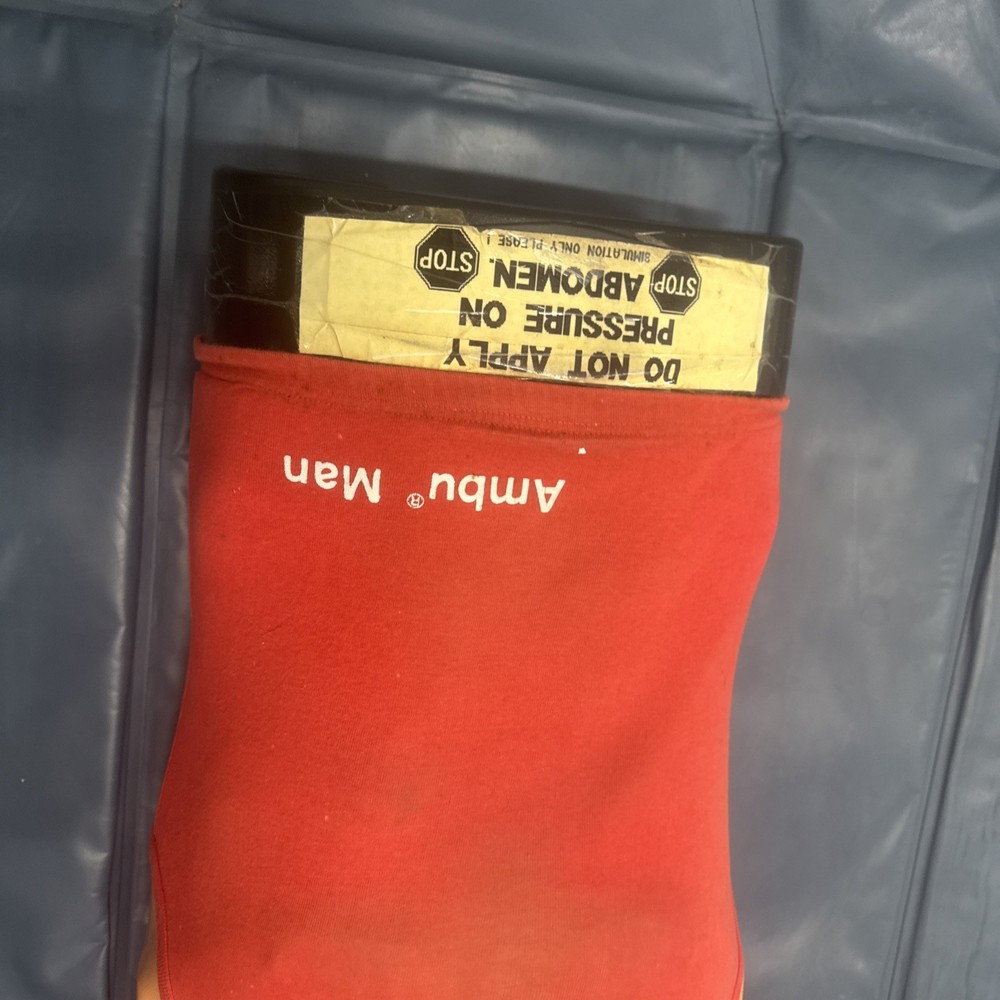 Ambu® Man
DO NOT APPLY
PRESSURE ON
STOP ABDOMEN. STOP
SIMULATION ONLY PLEASE !